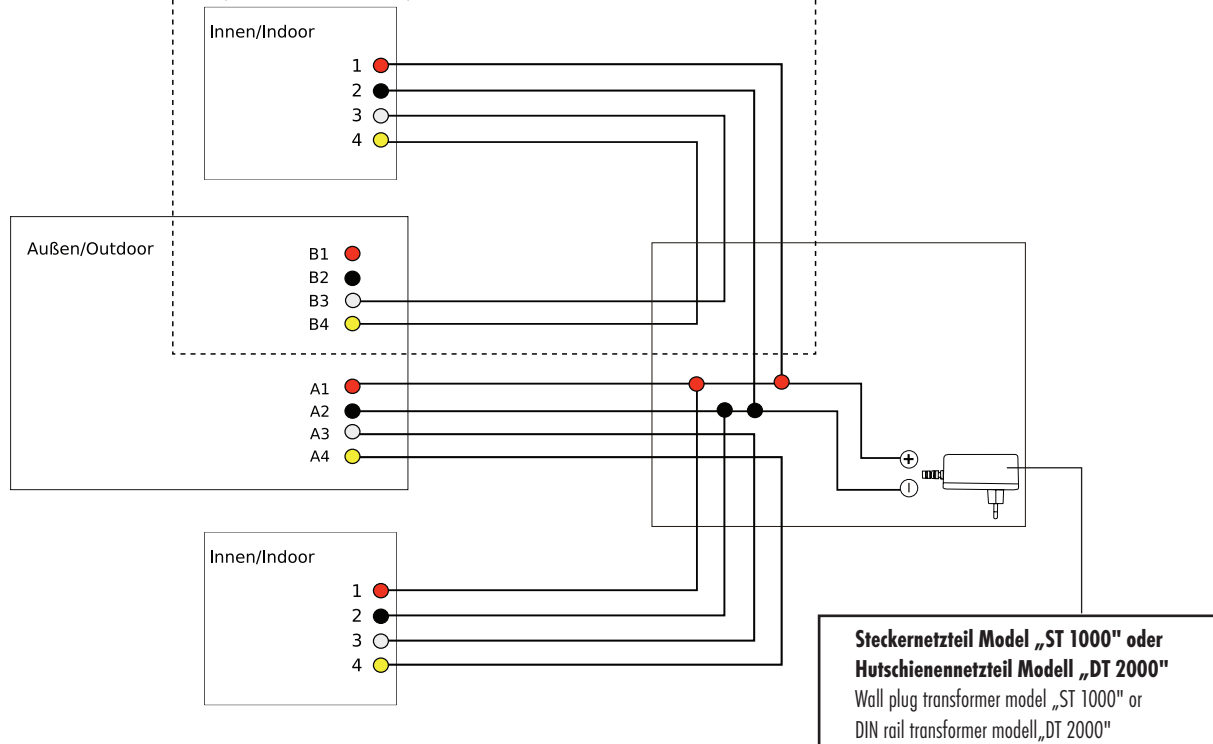 Innen/Indoor
1
2
3
4
Außen/Outdoor
B1
B2
B3
B4
A1
A2
A3
A4
+
–
Innen/Indoor
1
2
3
4
Steckernetzteil Model „ST 1000" oder
Hutschienennetzteil Modell „DT 2000"
Wall plug transformer model „ST 1000" or
DIN rail transformer modell„DT 2000"